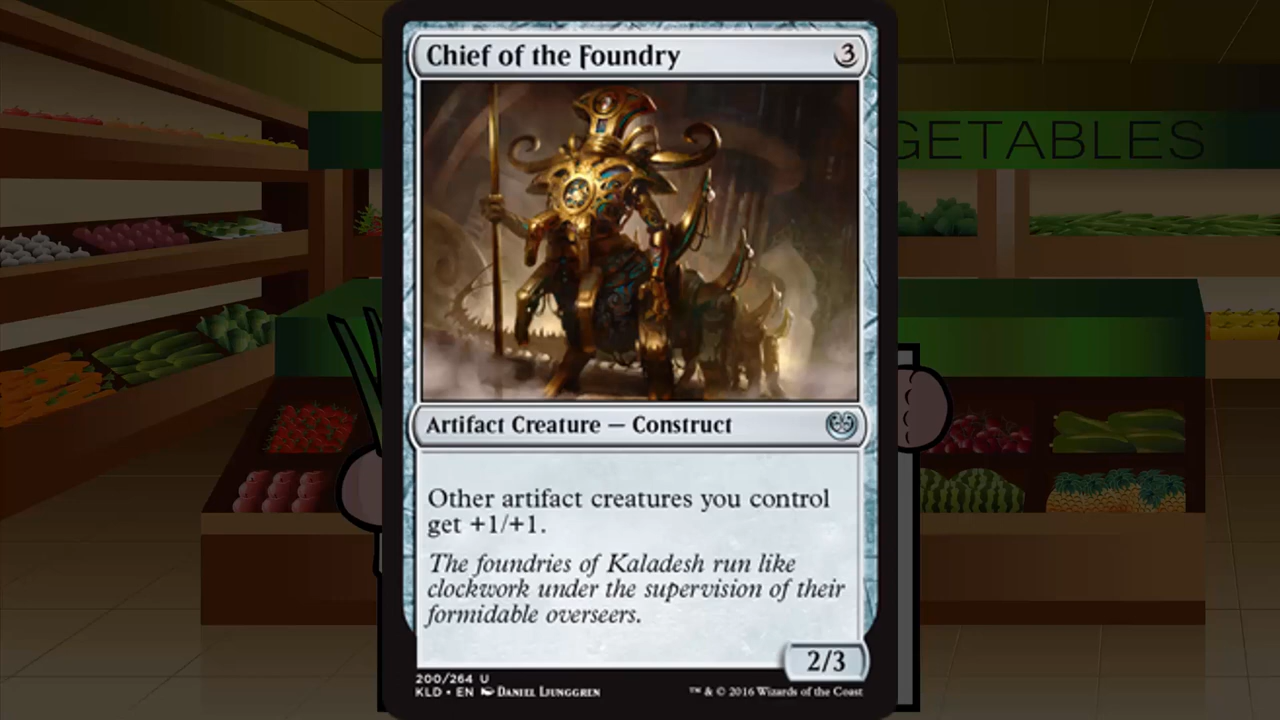 Chief of the Foundry 3
GETABLES
Artifact Creature — Construct
Other artifact creatures you control
get +1/+1.
The foundries of Kaladesh run like
clockwork under the supervision of their
formidable overseers.
2/3
200/264 U
KLD • EN Daniel Ljunggren
™ & © 2016 Wizards of the Coast